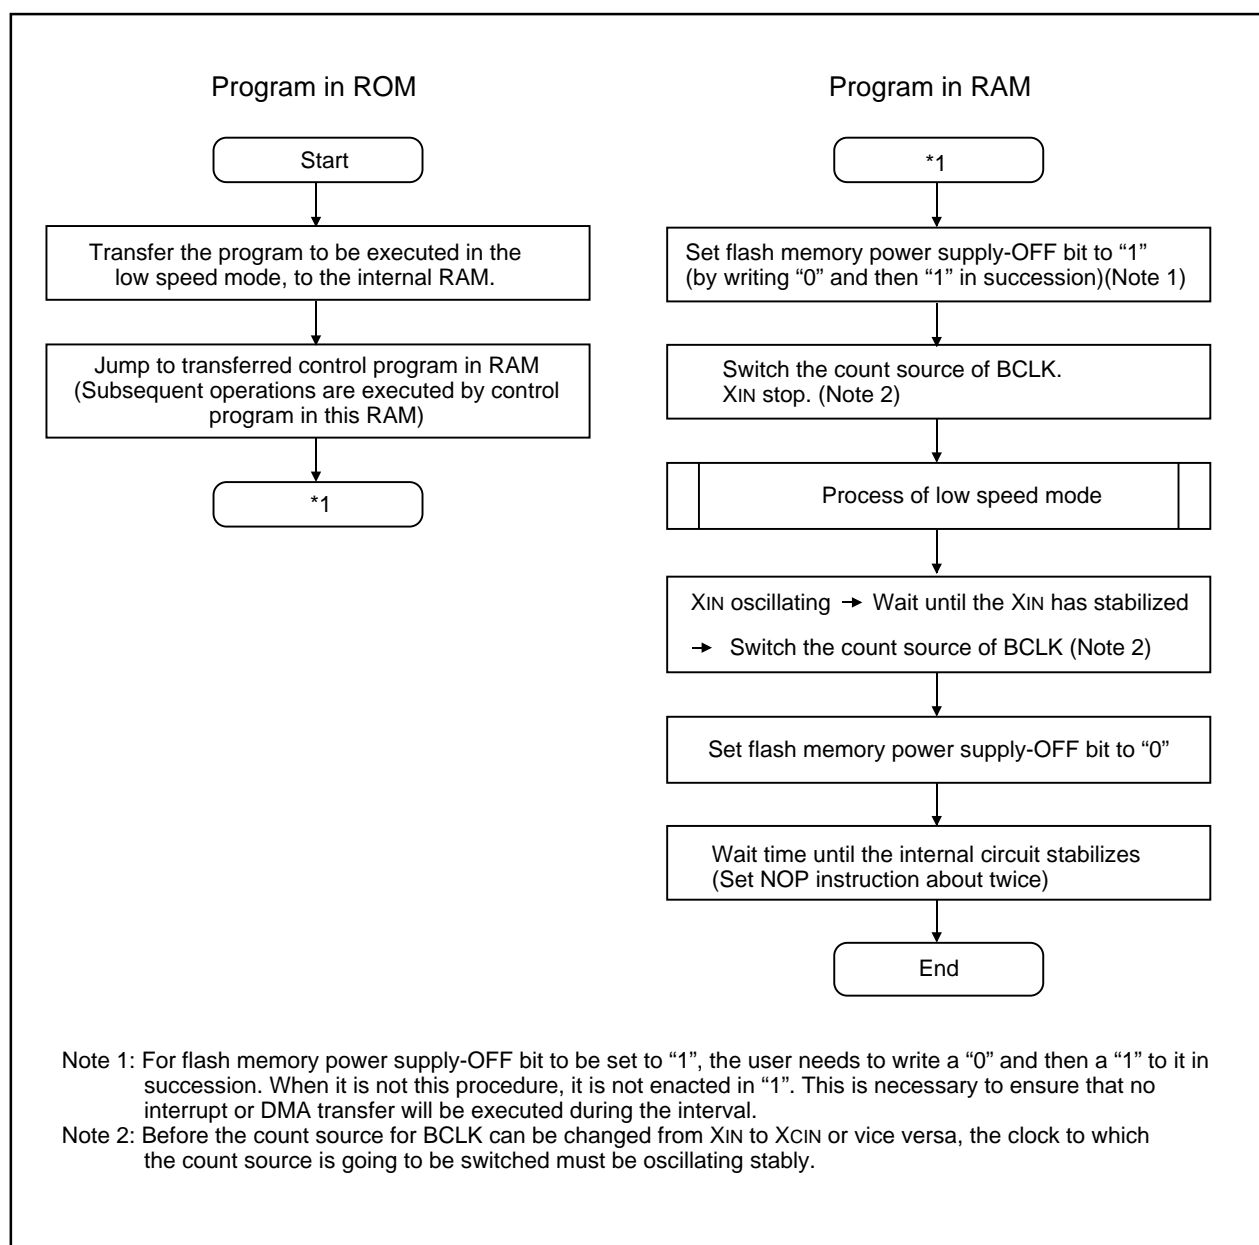 Program in ROM
Start
Transfer the program to be executed in the
low speed mode, to the internal RAM.
Jump to transferred control program in RAM
(Subsequent operations are executed by control
program in this RAM)
*1
Program in RAM
*1
Set flash memory power supply-OFF bit to “1”
(by writing “0” and then “1” in succession)(Note 1)
Switch the count source of BCLK.
XIN stop. (Note 2)
Process of low speed mode
XIN oscillating → Wait until the XIN has stabilized
→ Switch the count source of BCLK (Note 2)
Set flash memory power supply-OFF bit to “0”
Wait time until the internal circuit stabilizes
(Set NOP instruction about twice)
End
Note 1: For flash memory power supply-OFF bit to be set to “1”, the user needs to write a “0” and then a “1” to it in
succession. When it is not this procedure, it is not enacted in “1”. This is necessary to ensure that no
interrupt or DMA transfer will be executed during the interval.
Note 2: Before the count source for BCLK can be changed from XIN to XCIN or vice versa, the clock to which
the count source is going to be switched must be oscillating stably.